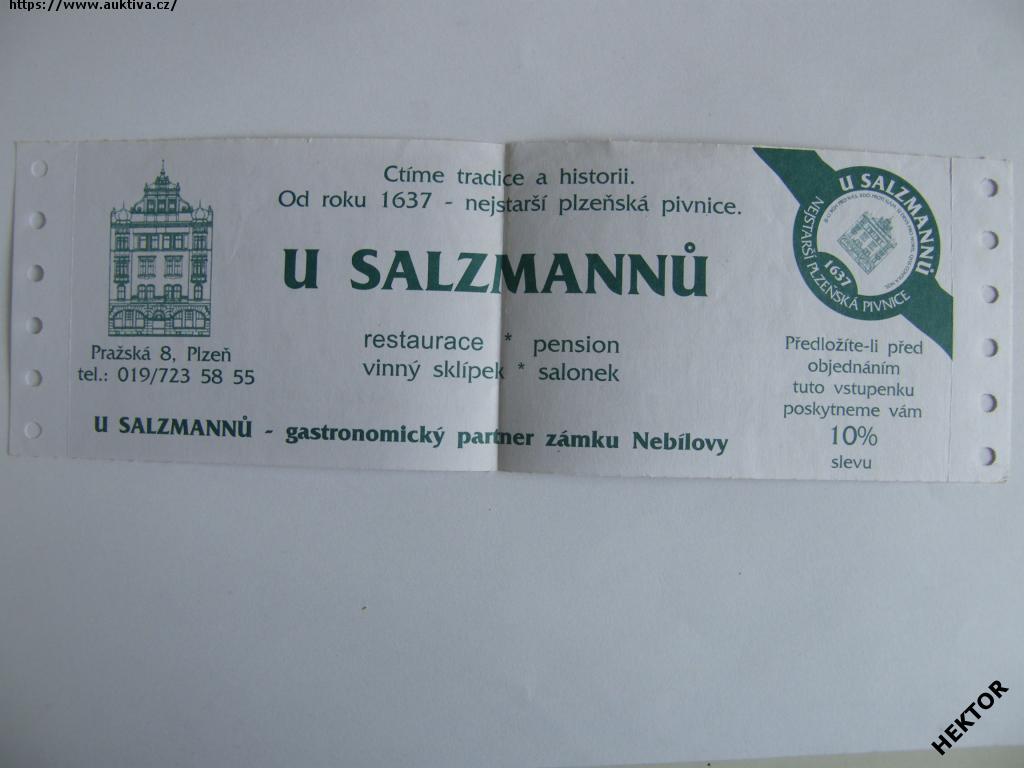 https://www.auktiva.cz/
Ctíme tradice a historii.
Od roku 1637 - nejstarší plzeňská pivnice.
U SALZMANNŮ
restaurace * pension
vinný sklípek * salonek
Pražská 8, Plzeň
tel.: 019/723 58 55
U SALZMANNŮ - gastronomický partner zámku Nebílovy
U SALZMANNŮ
1637
NEJSTARŠÍ PLZEŇSKÁ PIVNICE
Předložíte-li před
objednáním
tuto vstupenku
poskytneme vám
10%
slevu
HEKTOR